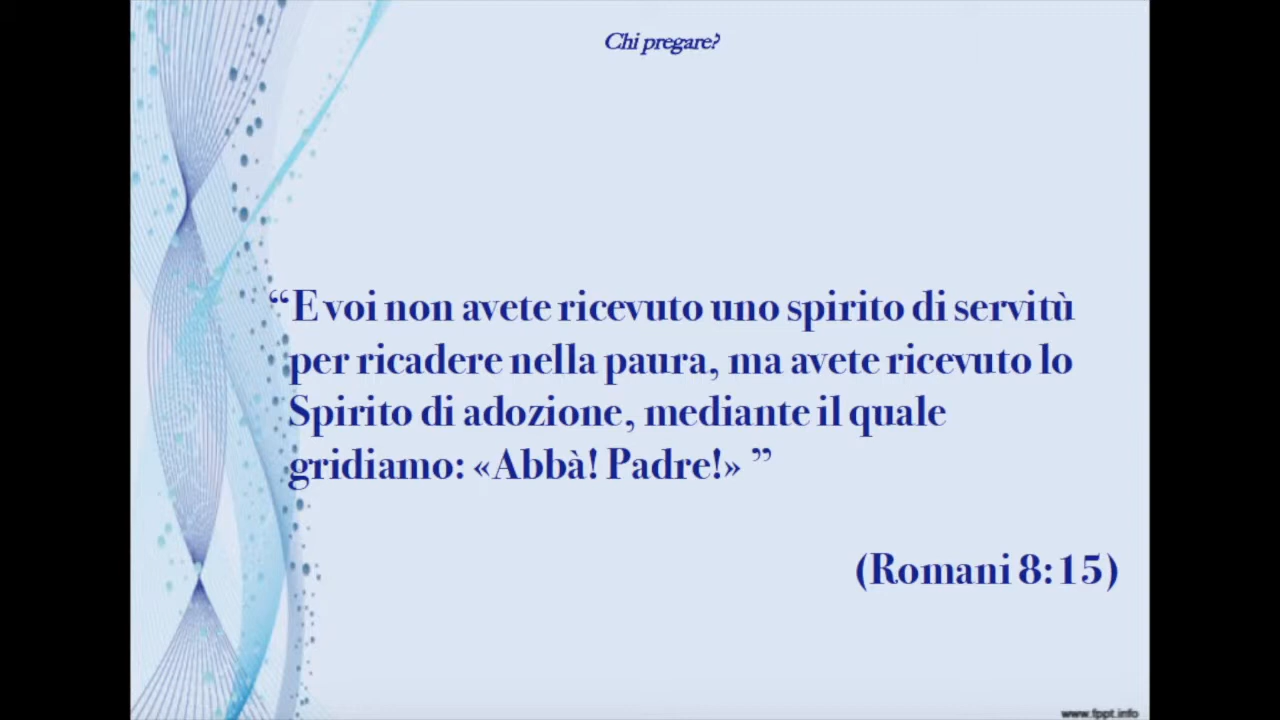 Chi pregare?
“E voi non avete ricevuto uno spirito di servitù
per ricadere nella paura, ma avete ricevuto lo
Spirito di adozione, mediante il quale
gridiamo: «Abbà! Padre!» ”
(Romani 8:15)
www.fppt.info